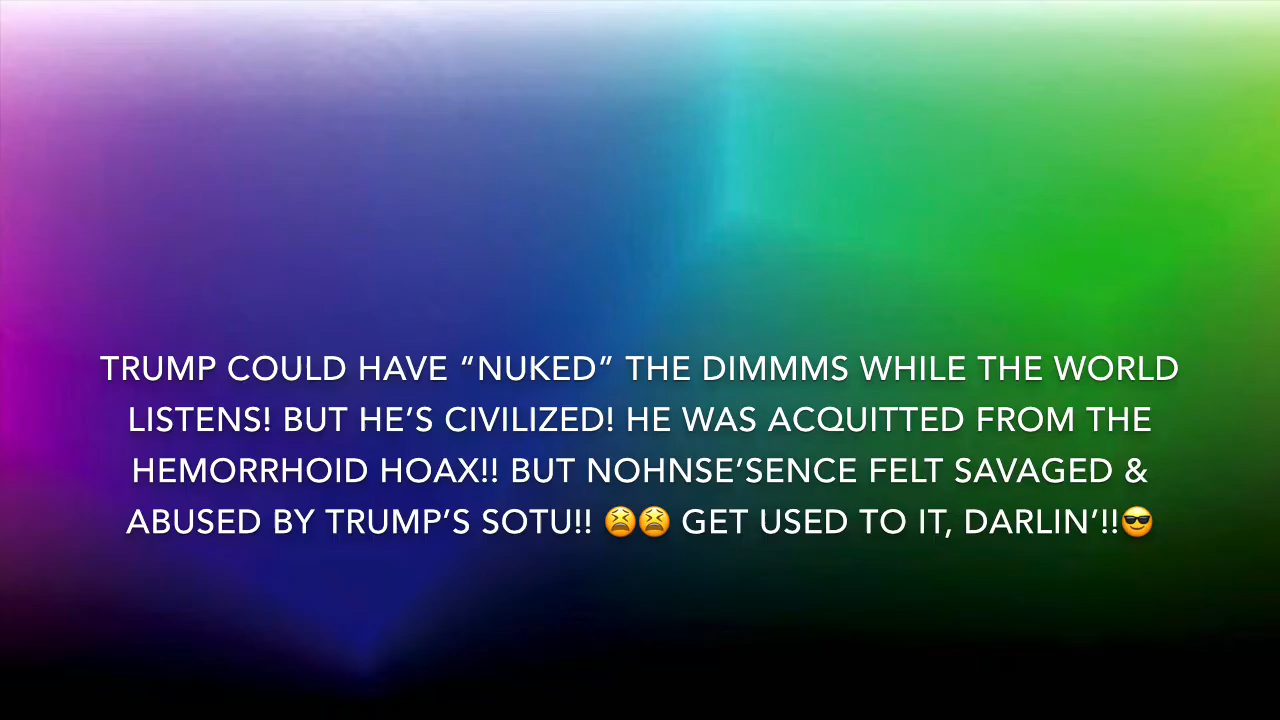 TRUMP COULD HAVE “NUKED” THE DIMMMS WHILE THE WORLD
LISTENS! BUT HE’S CIVILIZED! HE WAS ACQUITTED FROM THE
HEMORRHOID HOAX!! BUT NOHNSE’SENCE FELT SAVAGED &
ABUSED BY TRUMP’S SOTU!! 😫😫 GET USED TO IT, DARLIN’!!😎